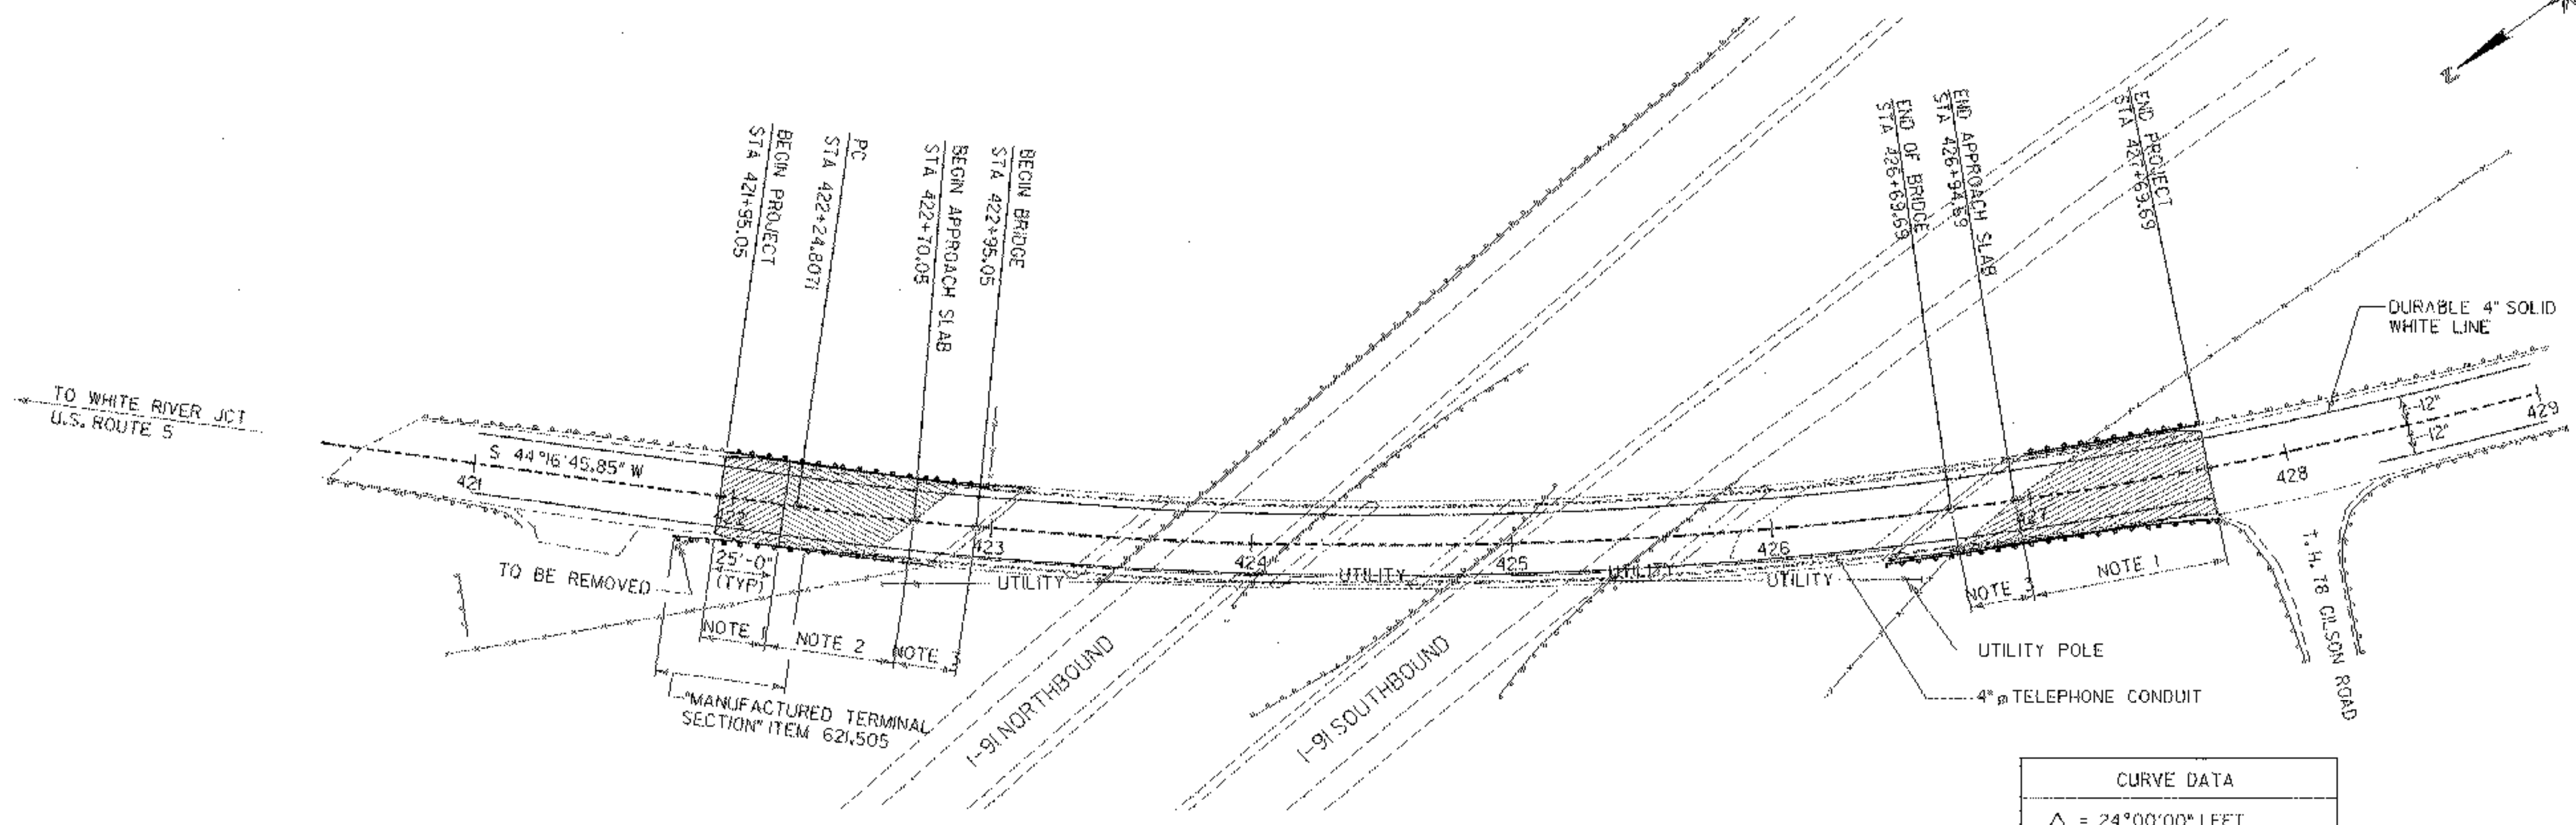 BEGIN PROJECT
STA 421+95.05
PC
STA 422+24.8071
BEGIN APPROACH SLAB
STA 422+70.05
BEGIN BRIDGE
STA 422+95.05
END OF BRIDGE
STA 426+69.69
END APPROACH SLAB
STA 426+94.69
END PROJECT
STA 427+69.69
DURABLE 4" SOLID
WHITE LINE
TO WHITE RIVER JCT
U.S. ROUTE 5
S 44°16'45.85" W
421
422
423
424
425
426
427
428
429
12"
12"
TO BE REMOVED
25'-0"
(TYP)
UTILITY
UTILITY
UTILITY
UTILITY
NOTE 1
NOTE 2
NOTE 3
NOTE 3
NOTE 1
"MANUFACTURED TERMINAL
SECTION" ITEM 621.505
I-91 NORTHBOUND
I-91 SOUTHBOUND
UTILITY POLE
4" ø TELEPHONE CONDUIT
T.H. 78 GILSON ROAD
CURVE DATA
Δ = 24°00'00" LEFT